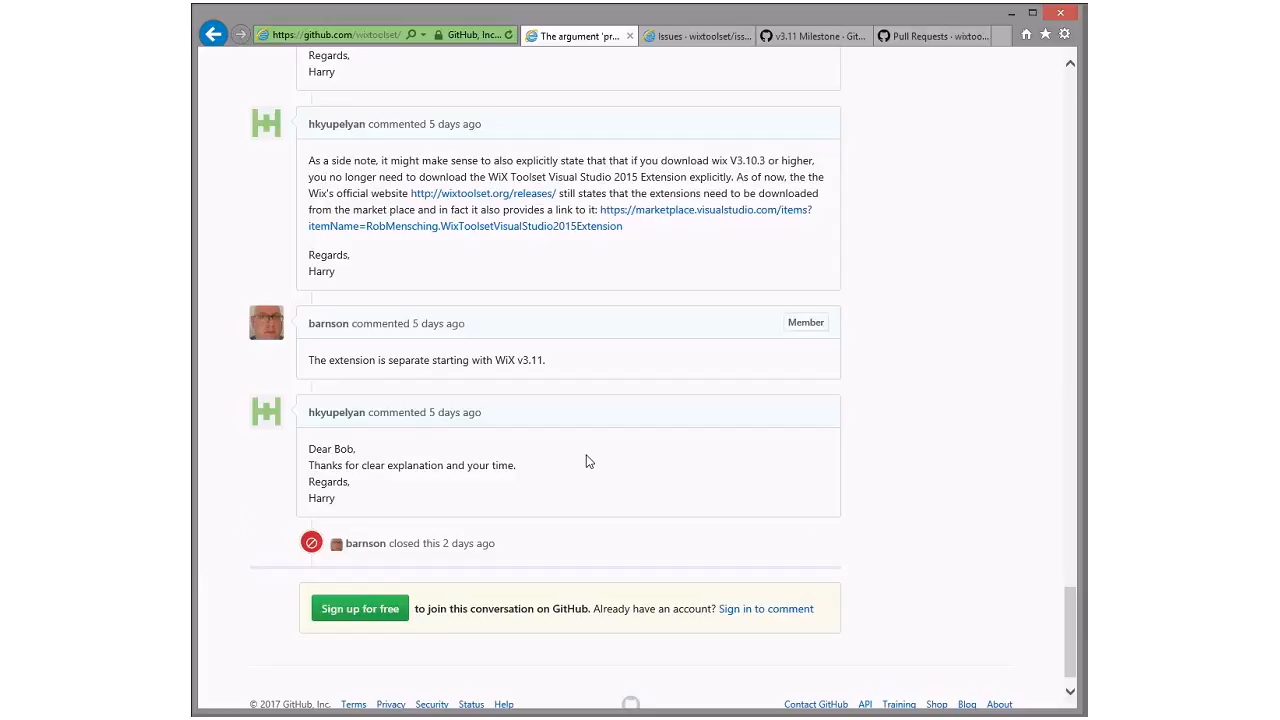 https://github.com/wixtoolset/ GitHub, Inc... The argument 'pr... Issues - wixtoolset/iss... v3.11 Milestone · Git... Pull Requests · wixtoo...
Regards,
Harry
hkyupelyan commented 5 days ago
As a side note, it might make sense to also explicitly state that that if you download wix V3.10.3 or higher,
you no longer need to download the WiX Toolset Visual Studio 2015 Extension explicitly. As of now, the the
Wix's official website http://wixtoolset.org/releases/ still states that the extensions need to be downloaded
from the market place and in fact it also provides a link to it: https://marketplace.visualstudio.com/items?
itemName=RobMensching.WixToolsetVisualStudio2015Extension
Regards,
Harry
barnson commented 5 days ago Member
The extension is separate starting with WiX v3.11.
hkyupelyan commented 5 days ago
Dear Bob,
Thanks for clear explanation and your time.
Regards,
Harry
barnson closed this 2 days ago
Sign up for free to join this conversation on GitHub. Already have an account? Sign in to comment
© 2017 GitHub, Inc. Terms Privacy Security Status Help Contact GitHub API Training Shop Blog About